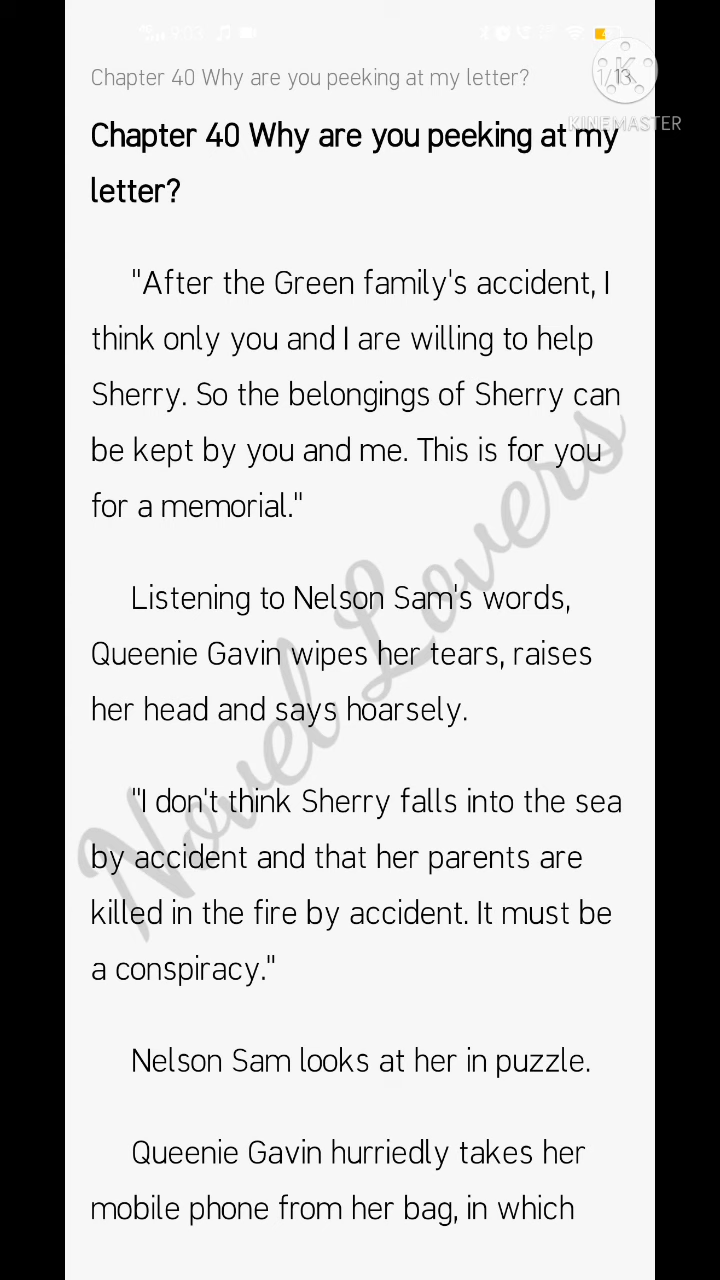 9:03
Chapter 40 Why are you peeking at my letter?
1/13
K
KINEMASTER
Chapter 40 Why are you peeking at my
letter?
"After the Green family's accident, I
think only you and I are willing to help
Sherry. So the belongings of Sherry can
be kept by you and me. This is for you
for a memorial."
Listening to Nelson Sam's words,
Queenie Gavin wipes her tears, raises
her head and says hoarsely.
"I don't think Sherry falls into the sea
by accident and that her parents are
killed in the fire by accident. It must be
a conspiracy."
Nelson Sam looks at her in puzzle.
Queenie Gavin hurriedly takes her
mobile phone from her bag, in which
Novel Lovers